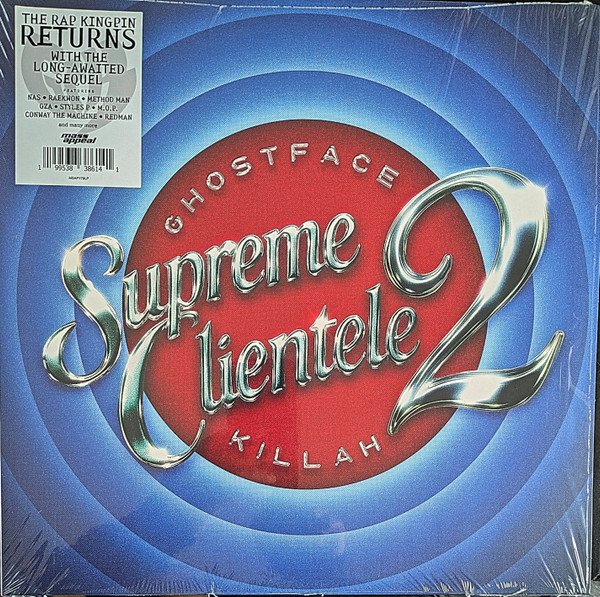 THE RAP KINGPIN
RETURNS
WITH THE
LONG-AWAITED
SEQUEL
FEATURING
NAS • RAEKWON • METHOD MAN
GZA • STYLES P • M.O.P.
CONWAY THE MACHINE • REDMAN
and many more
mass
appeal
1 99538 38614 1
MSAP0178LP
GHOSTFACE
Supreme
Clientele 2
KILLAH